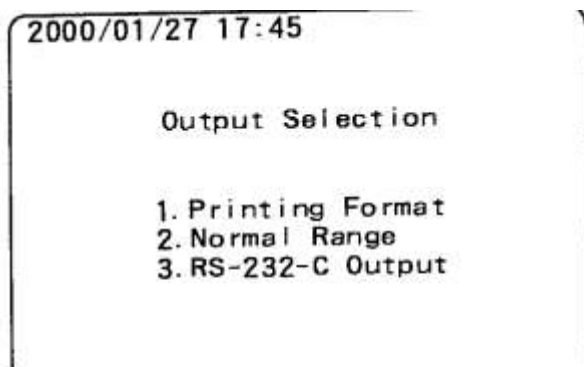 2000/01/27 17:45
Output Selection
1. Printing Format
2. Normal Range
3. RS-232-C Output